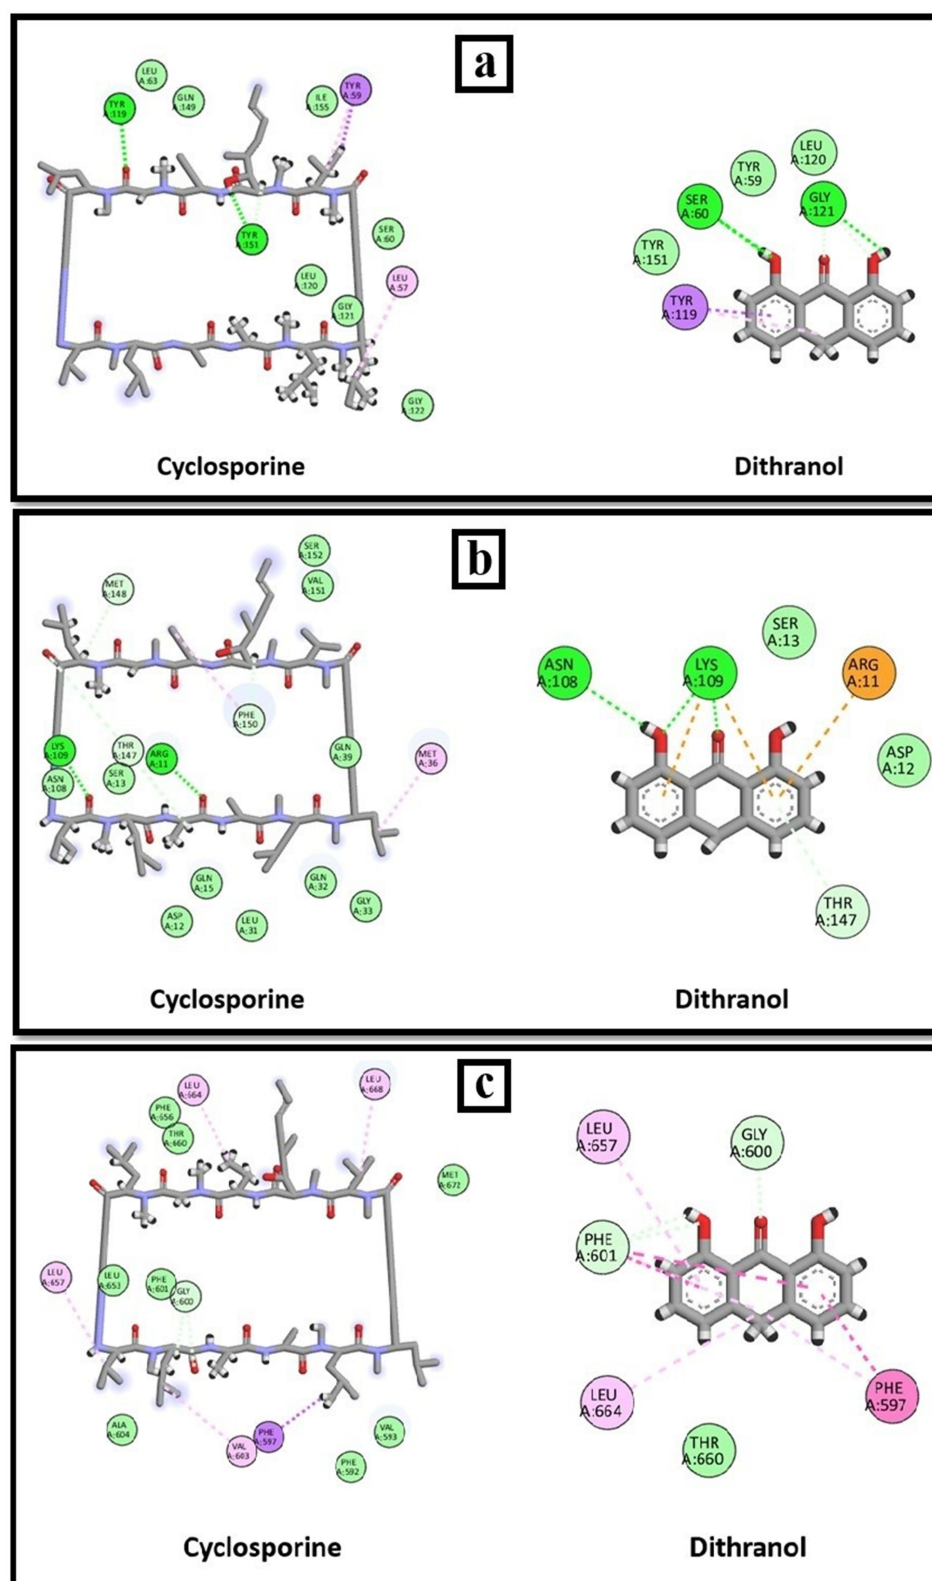 a
LEU
A:63
TYR
A:119
GLN
A:149
ILE
A:155
TYR
A:59
TYR
A:151
SER
A:60
LEU
A:120
LEU
A:57
GLY
A:121
GLY
A:122
Cyclosporine
LEU
A:120
TYR
A:59
SER
A:60
GLY
A:121
TYR
A:151
TYR
A:119
Dithranol
b
SER
A:152
VAL
A:151
MET
A:148
PHE
A:150
LYS
A:109
THR
A:147
ARG
A:11
GLN
A:39
MET
A:36
ASN
A:108
SER
A:13
GLN
A:15
GLN
A:32
ASP
A:12
LEU
A:31
GLY
A:33
Cyclosporine
SER
A:13
ASN
A:108
LYS
A:109
ARG
A:11
ASP
A:12
THR
A:147
Dithranol
c
LEU
A:664
LEU
A:668
PHE
A:656
THR
A:660
MET
A:672
LEU
A:657
LEU
A:653
PHE
A:601
GLY
A:600
ALA
A:604
VAL
A:603
PHE
A:597
VAL
A:593
PHE
A:592
Cyclosporine
LEU
A:657
GLY
A:600
PHE
A:601
LEU
A:664
PHE
A:597
THR
A:660
Dithranol